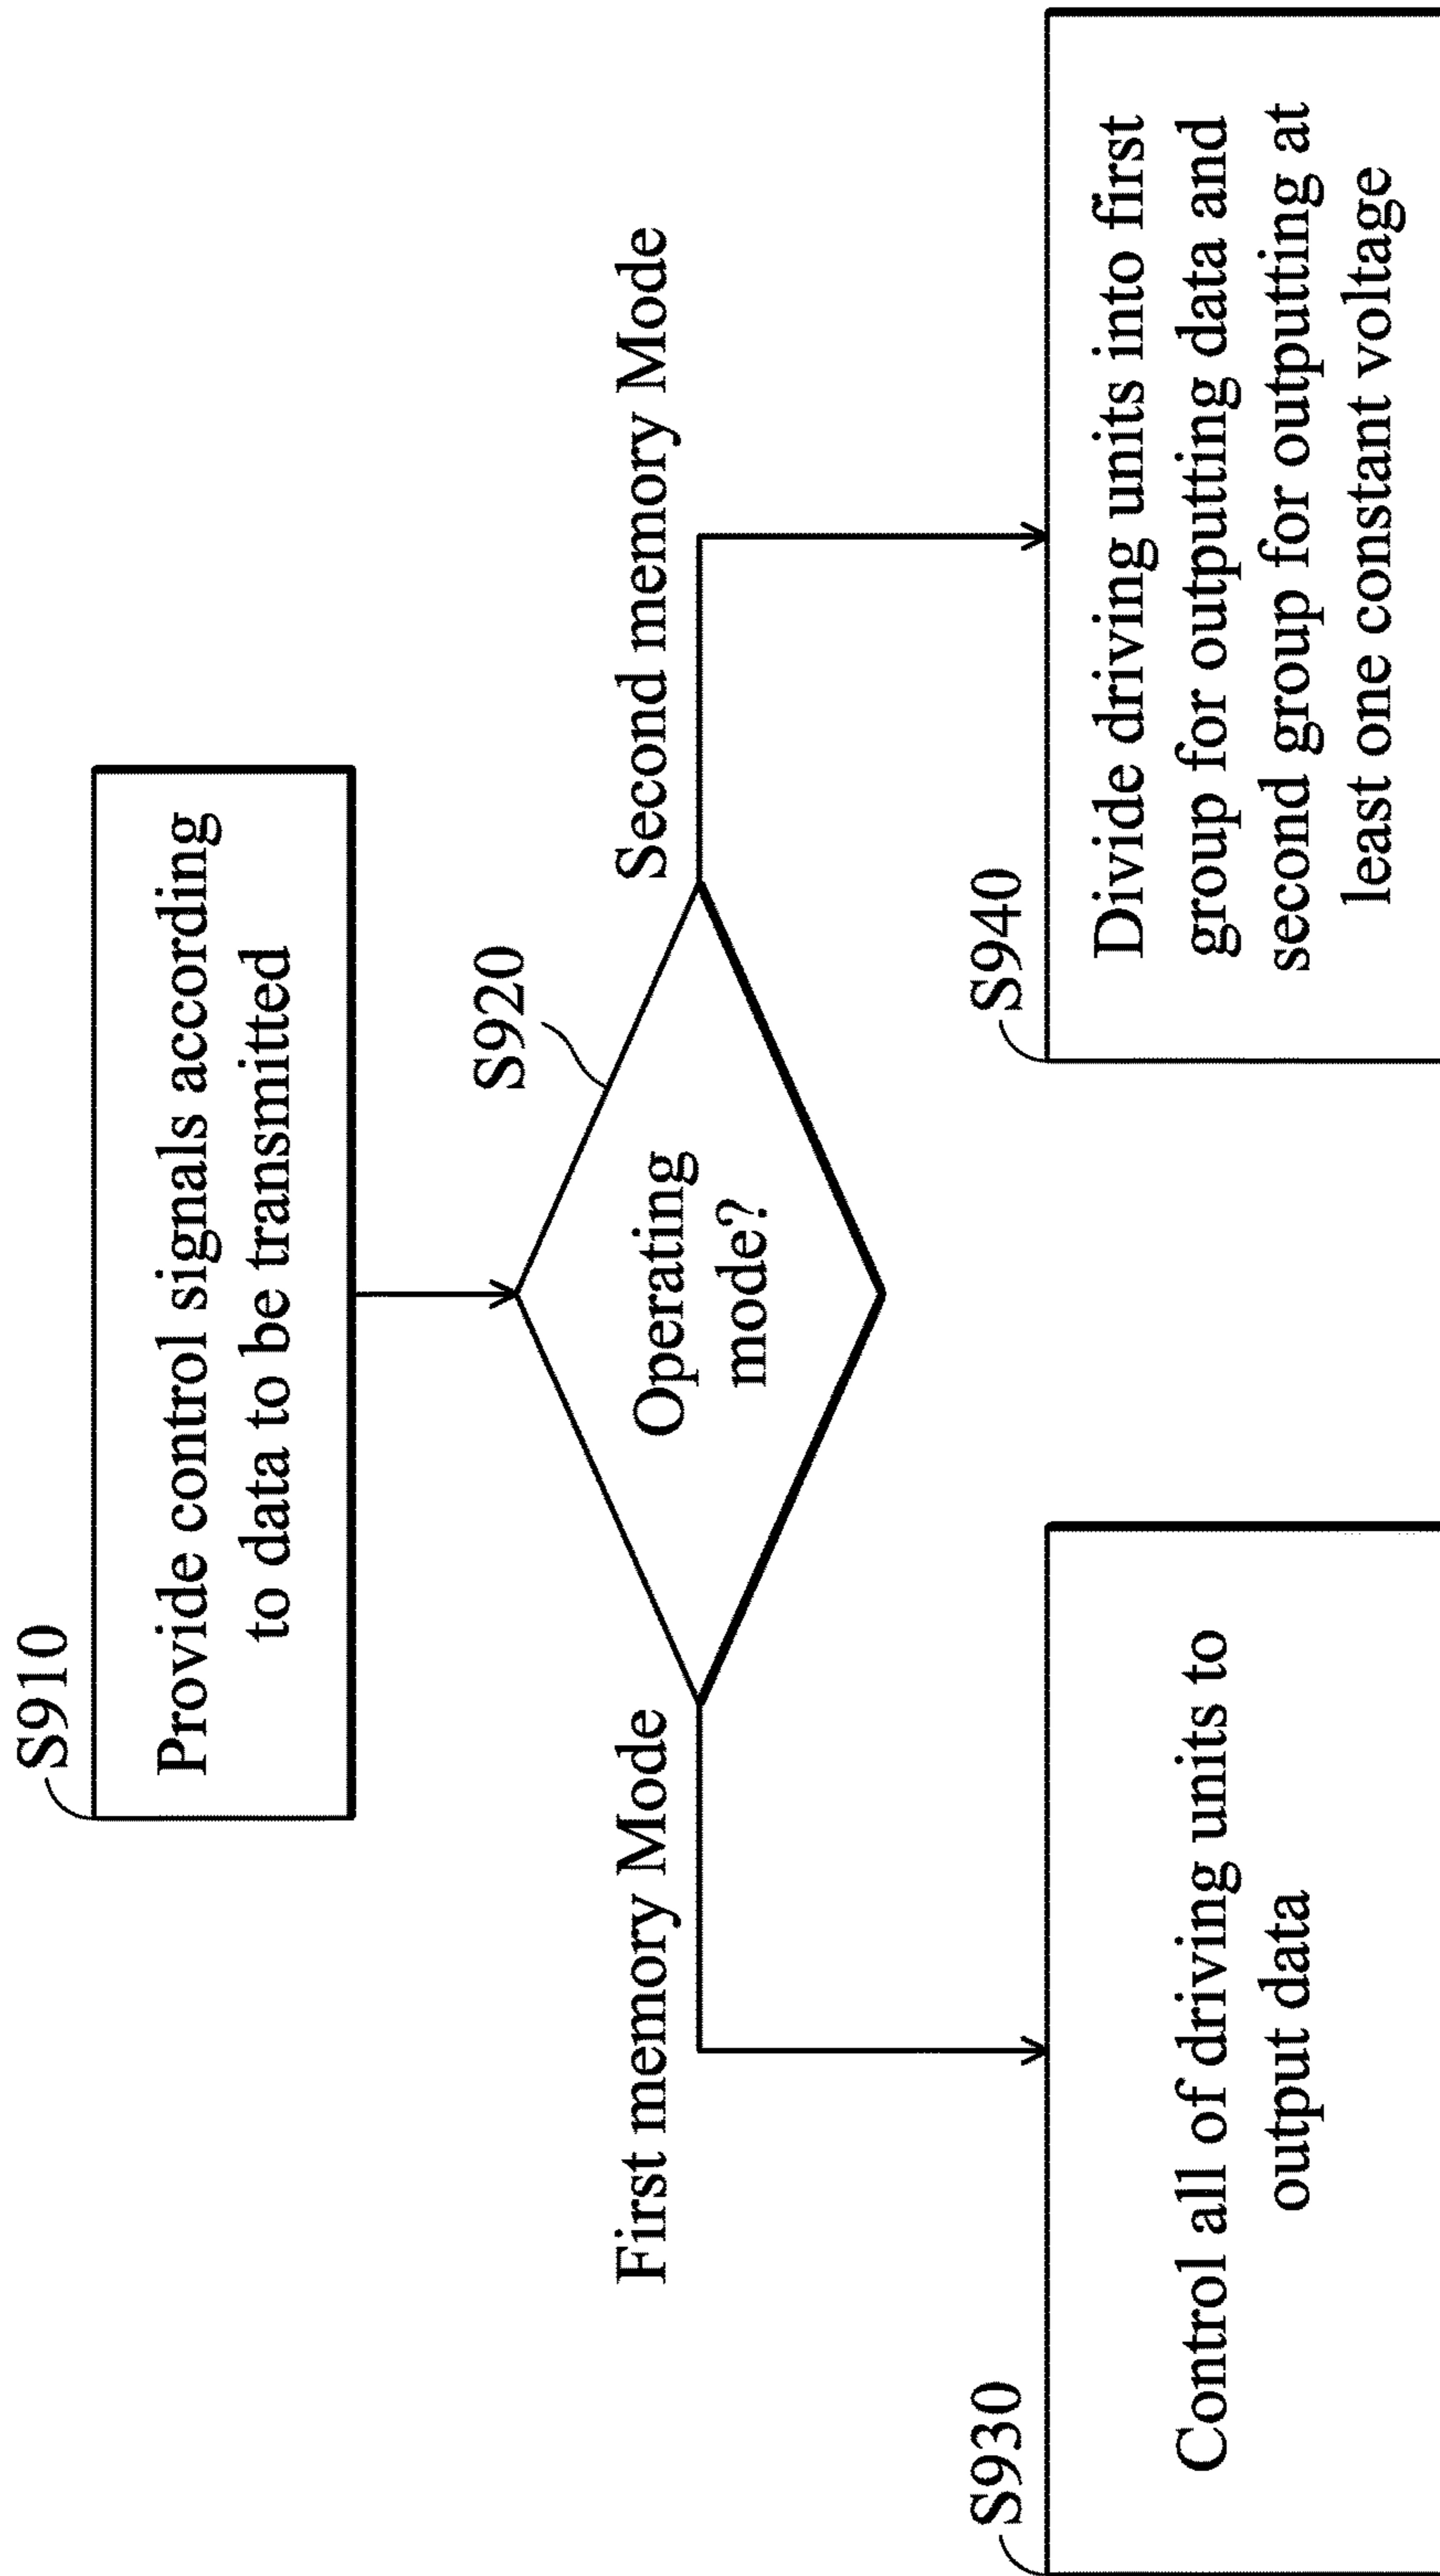 S910
Provide control signals according
to data to be transmitted
S920
Operating
mode?
First memory Mode
Second memory Mode
S930
Control all of driving units to
output data
S940
Divide driving units into first
group for outputting data and
second group for outputting at
least one constant voltage